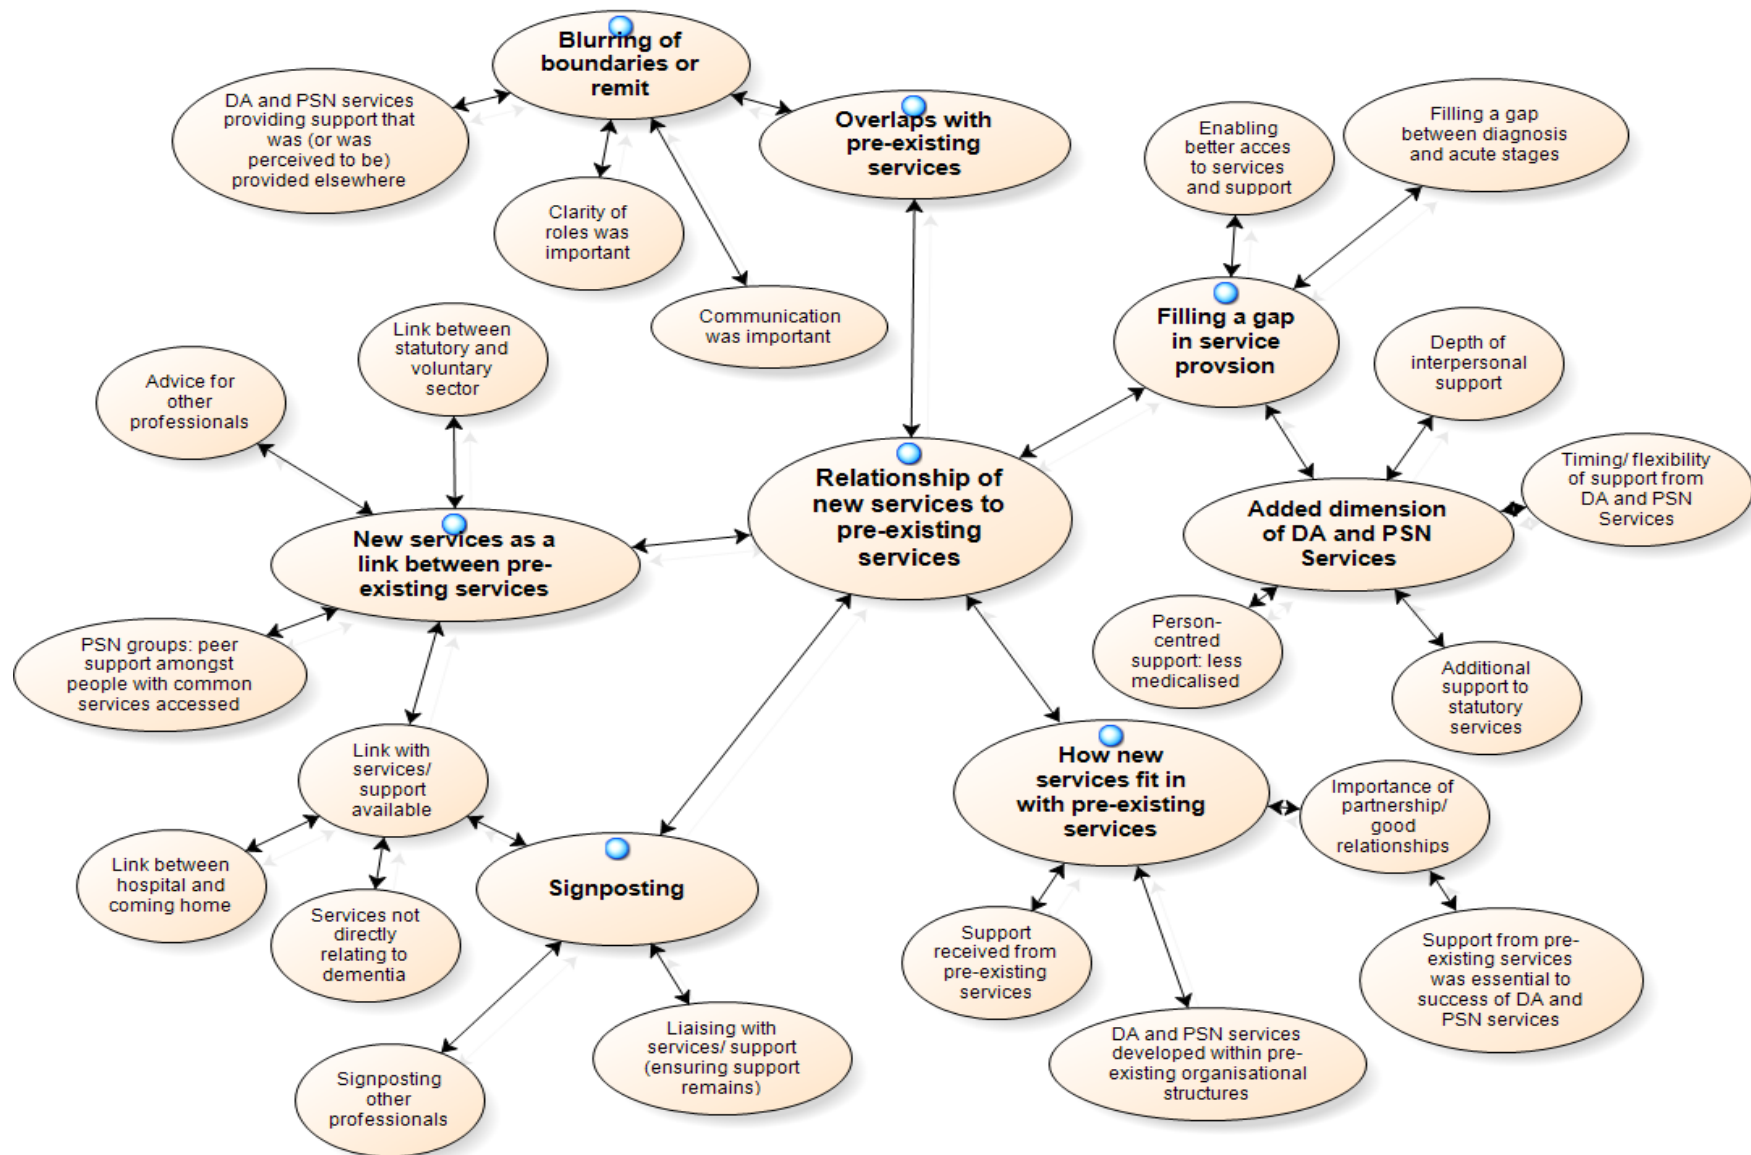 Blurring of
boundaries or
remit
DA and PSN services
providing support that
was (or was
perceived to be)
provided elsewhere
Overlaps with
pre-existing
services
Clarity of
roles was
important
Communication
was important
Enabling
better acces
to services
and support
Filling a gap
between diagnosis
and acute stages
Filling a gap
in service
provsion
Depth of
interpersonal
support
Timing/ flexibility
of support from
DA and PSN
Services
Added dimension
of DA and PSN
Services
Person-
centred
support: less
medicalised
Additional
support to
statutory
services
Link between
statutory and
voluntary
sector
Advice for
other
professionals
New services as a
link between pre-
existing services
Relationship of
new services to
pre-existing
services
PSN groups: peer
support amongst
people with common
services accessed
Link with
services/
support
available
Link between
hospital and
coming home
Services not
directly
relating to
dementia
Signposting
Signposting
other
professionals
Liaising with
services/ support
(ensuring support
remains)
How new
services fit in
with pre-existing
services
Importance of
partnership/
good
relationships
Support
received from
pre-existing
services
DA and PSN services
developed within pre-
existing organisational
structures
Support from pre-
existing services
was essential to
success of DA and
PSN services